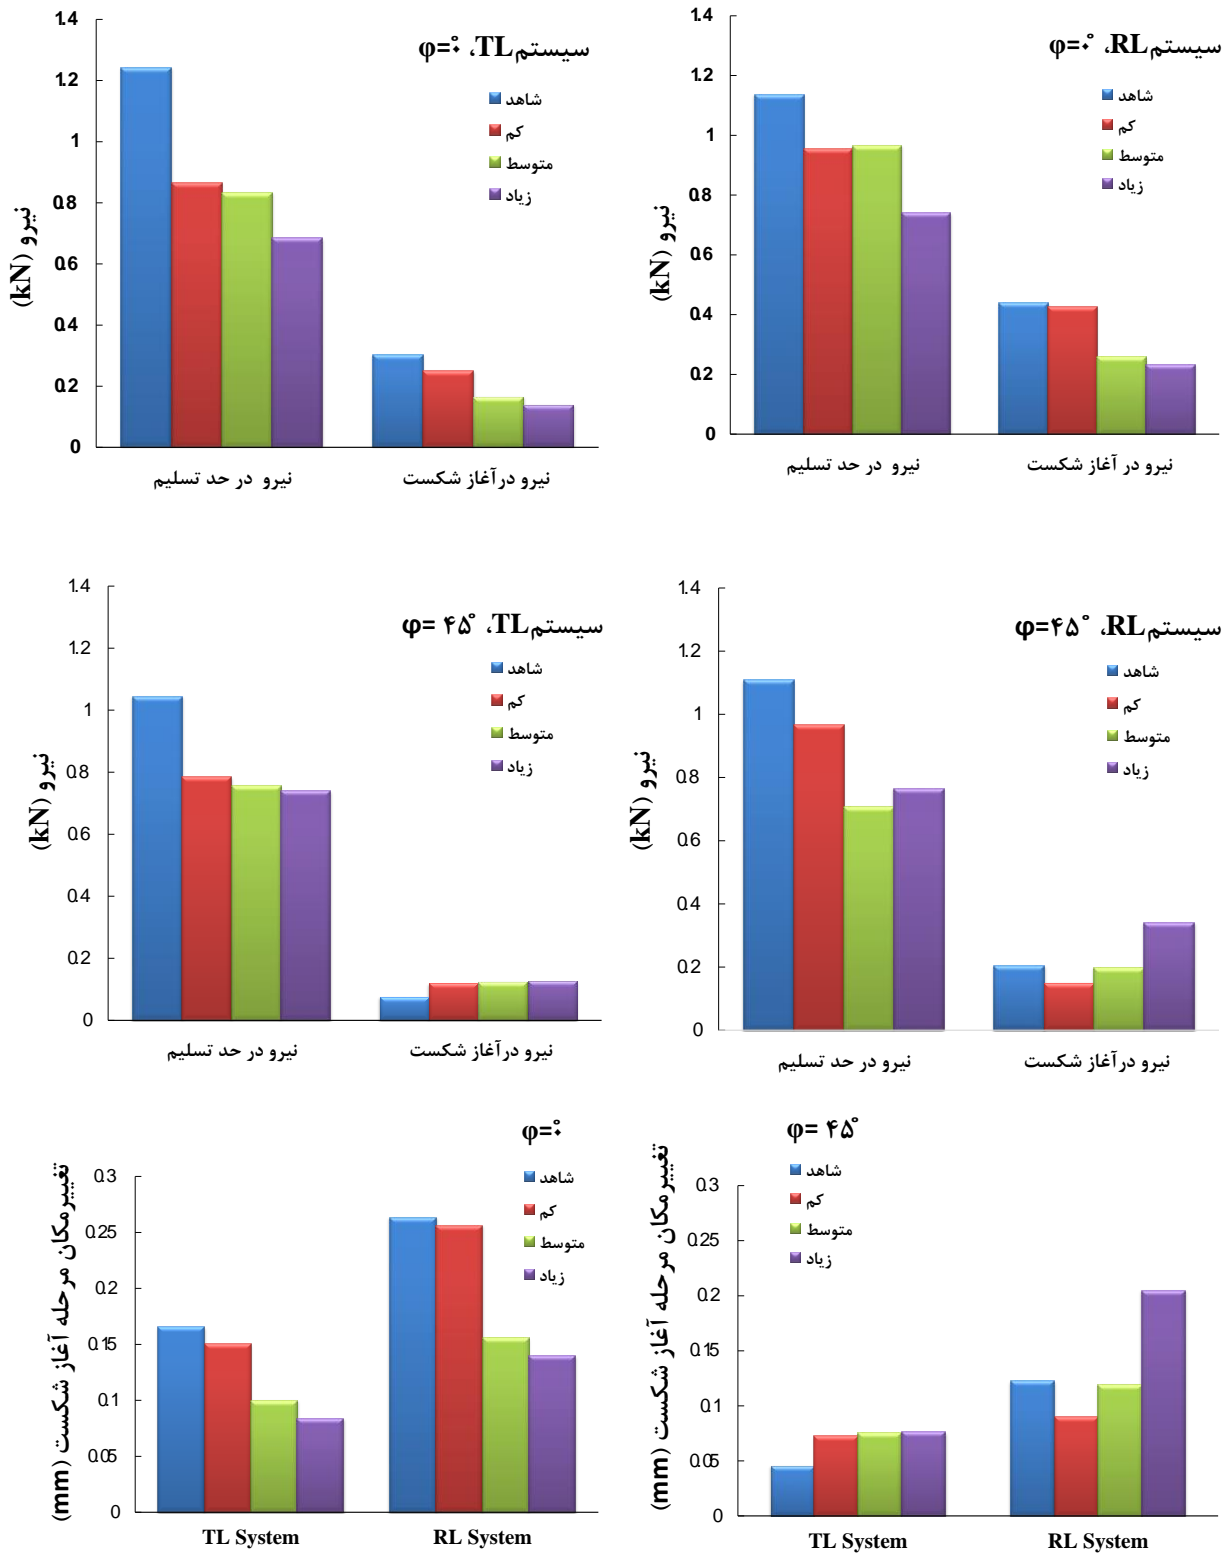 سیستم TL، φ=۰°
شاهد
کم
متوسط
زیاد
نیرو (kN)
1.4
1.2
1
0.8
0.6
0.4
0.2
0
نیرو در حد تسلیم
نیرو درآغاز شکست
سیستم RL، φ=۰°
شاهد
کم
متوسط
زیاد
نیرو (kN)
1.4
1.2
1
0.8
0.6
0.4
0.2
0
نیرو در حد تسلیم
نیرو در آغاز شکست
سیستم TL، φ= ۴۵°
شاهد
کم
متوسط
زیاد
نیرو (kN)
1.4
1.2
1
0.8
0.6
0.4
0.2
0
نیرو در حد تسلیم
نیرو درآغاز شکست
سیستم RL، φ=۴۵°
شاهد
کم
متوسط
زیاد
نیرو (kN)
1.4
1.2
1
0.8
0.6
0.4
0.2
0
نیرو در حد تسلیم
نیرو درآغاز شکست
φ=۰°
شاهد
کم
متوسط
زیاد
تغییرمکان مرحله آغاز شکست (mm)
0.3
0.25
0.2
0.15
0.1
0.05
0
TL System
RL System
φ= ۴۵°
شاهد
کم
متوسط
زیاد
تغییرمکان مرحله آغاز شکست (mm)
0.3
0.25
0.2
0.15
0.1
0.05
0
TL System
RL System